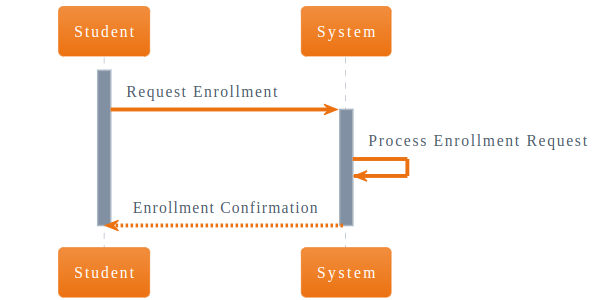 Student
System
Request Enrollment
Process Enrollment Request
Enrollment Confirmation
Student
System